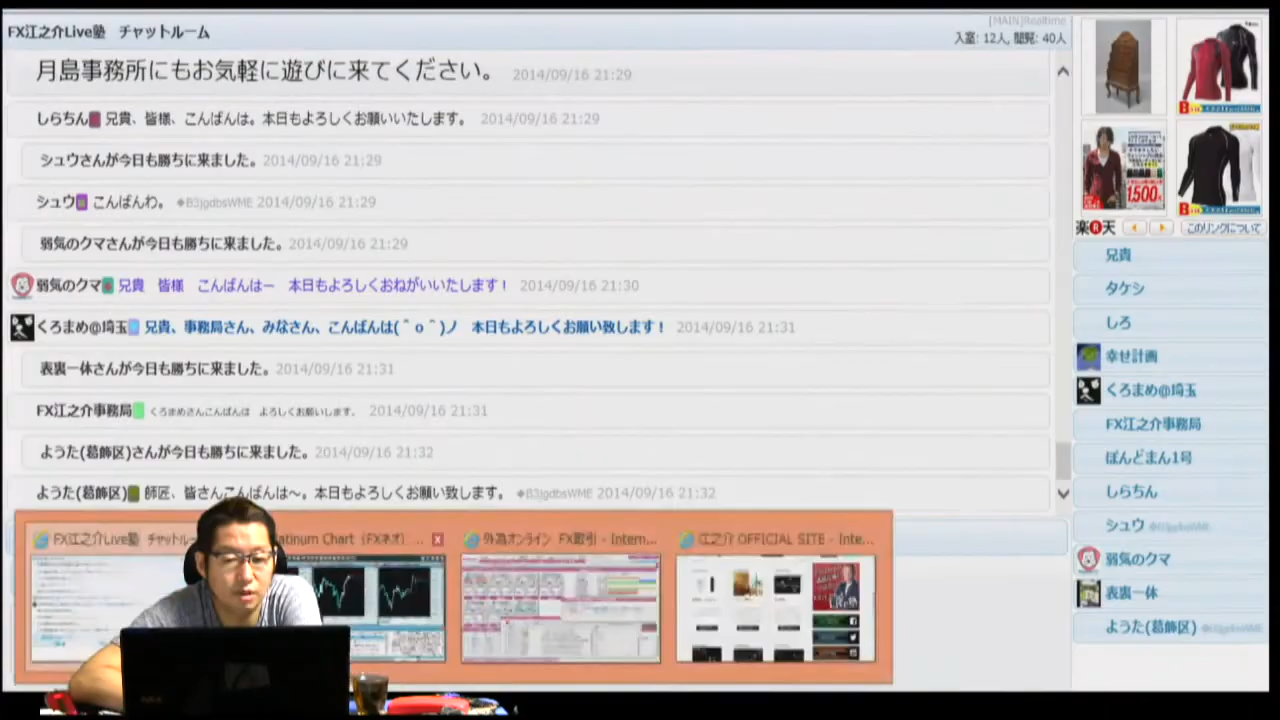 FX江之介Live塾　チャットルーム
[MAIN]Realtime
入室: 12人, 閲覧: 40人
月島事務所にもお気軽に遊びに来てください。 2014/09/16 21:29
しらちん 兄貴、皆様、こんばんは。本日もよろしくお願いいたします。 2014/09/16 21:29
シュウさんが今日も勝ちに来ました。 2014/09/16 21:29
シュウ こんばんわ。 ◆B3jgdbsWME 2014/09/16 21:29
弱気のクマさんが今日も勝ちに来ました。 2014/09/16 21:29
弱気のクマ 兄貴　皆様　こんばんはー　本日もよろしくおねがいいたします！ 2014/09/16 21:30
くろまめ@埼玉 兄貴、事務局さん、みなさん、こんばんは(＾o＾)ノ　本日もよろしくお願い致します！ 2014/09/16 21:31
表裏一休さんが今日も勝ちに来ました。 2014/09/16 21:31
FX江之介事務局 くろまめさんこんばんは　よろしくお願いします。 2014/09/16 21:31
ようた(葛飾区)さんが今日も勝ちに来ました。 2014/09/16 21:32
ようた(葛飾区) 師匠、皆さんこんばんは～。本日もよろしくお願い致します。 ◆B3jgdbsWME 2014/09/16 21:32
1,500
楽R天
このリンクについて
兄貴
タケシ
しろ
幸せ計画
くろまめ@埼玉
FX江之介事務局
ぽんどまん1号
しらちん
シュウ
弱気のクマ
表裏一休
ようた(葛飾区)
FX江之介Live塾　チャットルー
atinum Chart（FXネオ） ...
外為オンライン　FX取引 - Intern...
江之介 OFFICIAL SITE - Inte...